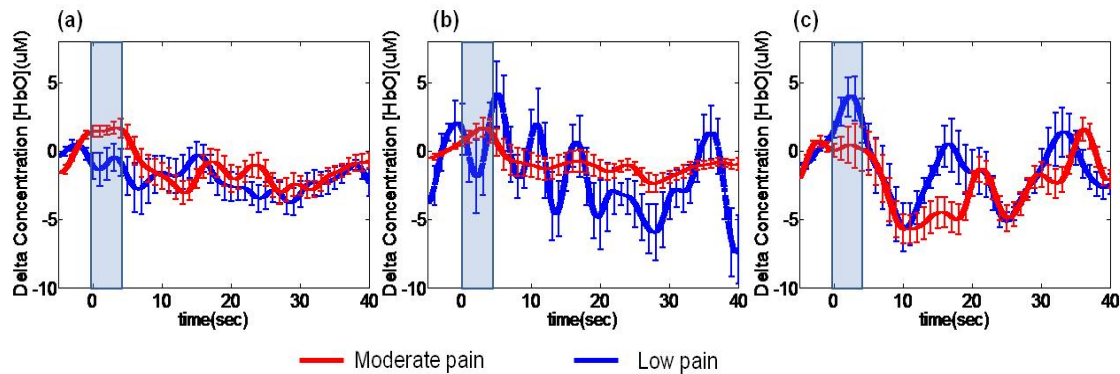 (a)
(b)
(c)
Delta Concentration [HbO](uM)
5
0
-5
-10
0 10 20 30 40
time(sec)
Delta Concentration [HbO](uM)
5
0
-5
-10
0 10 20 30 40
time(sec)
Delta Concentration [HbO](uM)
5
0
-5
-10
0 10 20 30 40
time(sec)
Moderate pain
Low pain